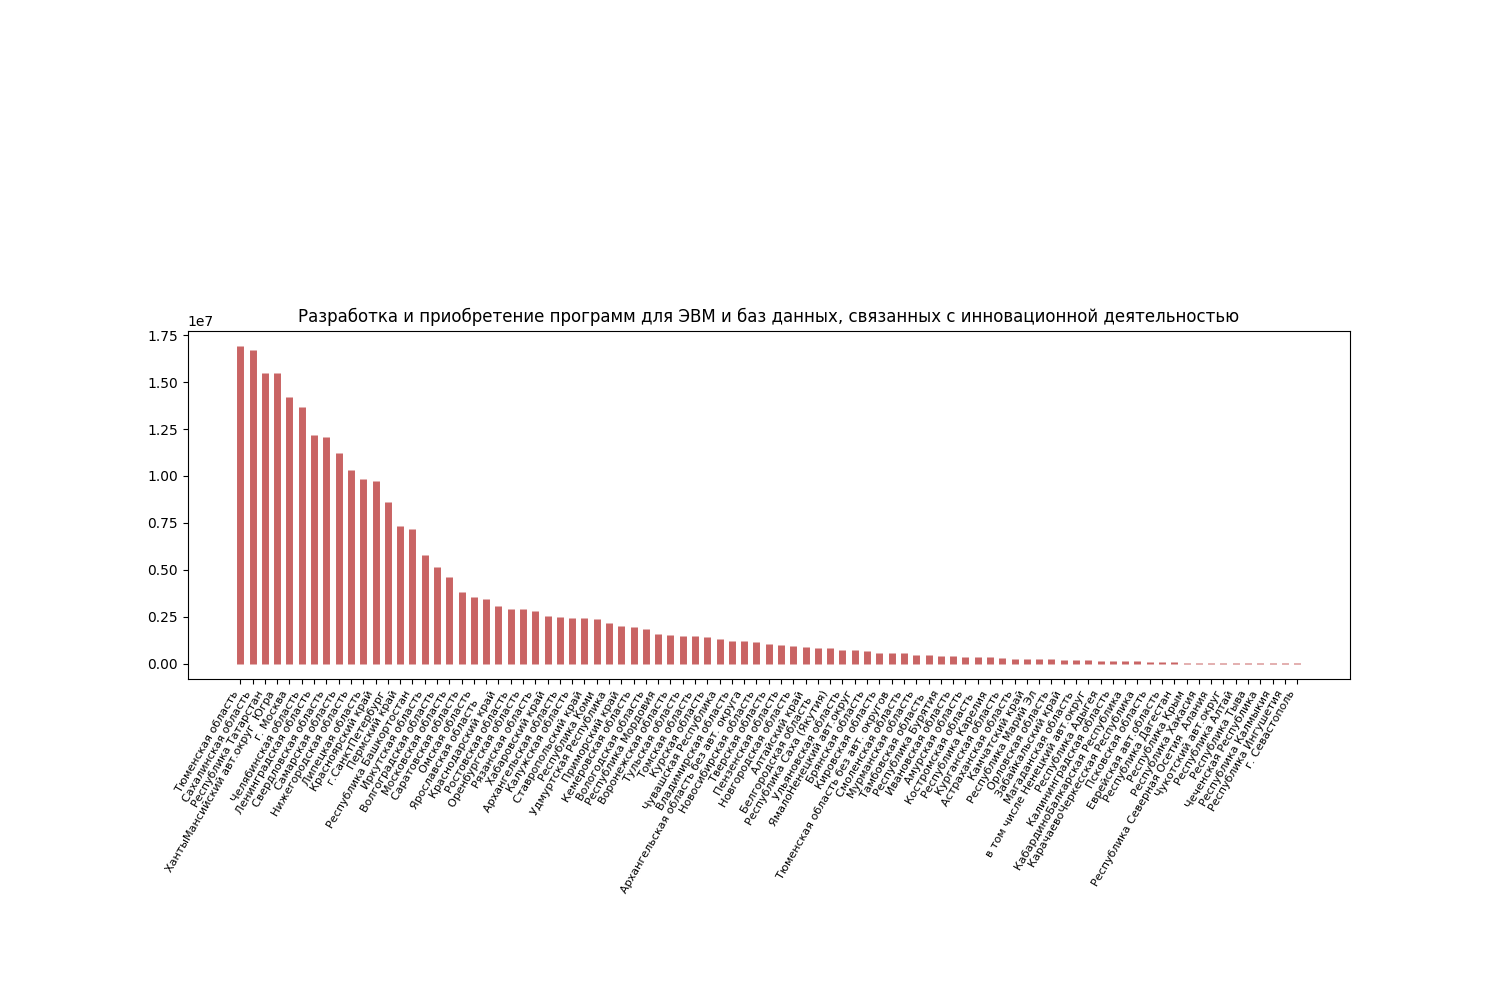 Разработка и приобретение программ для ЭВМ и баз данных, связанных с инновационной деятельностью
1e7
1.75
1.50
1.25
1.00
0.75
0.50
0.25
0.00
Тюменская область
Сахалинская область
Республика Татарстан
ХантыМансийский авт. округ  Югра
г. Москва
Челябинская область
Ленинградская область
Свердловская область
Самарская область
Нижегородская область
Липецкая область
Красноярский край
г. СанктПетербург
Пермский край
Республика Башкортостан
Иркутская область
Волгоградская область
Московская область
Саратовская область
Омская область
Ярославская область
Краснодарский край
Ростовская область
Оренбургская область
Рязанская область
Хабаровский край
Архангельская область
Калужская область
Ставропольский край
Республика Коми
Удмуртская Республика
Приморский край
Кемеровская область
Вологодская область
Республика Мордовия
Воронежская область
Тульская область
Томская область
Курская область
Чувашская Республика
Владимирская область
Архангельская область без авт. округа
Новосибирская область
Тверская область
Пензенская область
Новгородская область
Алтайский край
Белгородская область
Республика Саха (Якутия)
Ульяновская область
ЯмалоНенецкий авт. округ
Брянская область
Кировская область
Тюменская область без авт. округов
Смоленская область
Мурманская область
Тамбовская область
Республика Бурятия
Ивановская область
Амурская область
Костромская область
Республика Карелия
Курганская область
Астраханская область
Камчатский край
Республика Марий Эл
Орловская область
Забайкальский край
Магаданская область
в том числе Ненецкий авт. округ
Республика Адыгея
Калининградская область
КабардиноБалкарская Республика
КарачаевоЧеркесская Республика
Псковская область
Еврейская авт. область
Республика Дагестан
Республика Крым
Республика Хакасия
Республика Северная Осетия  Алания
Чукотский авт. округ
Республика Алтай
Республика Тыва
Чеченская Республика
Республика Калмыкия
Республика Ингушетия
г. Севастополь